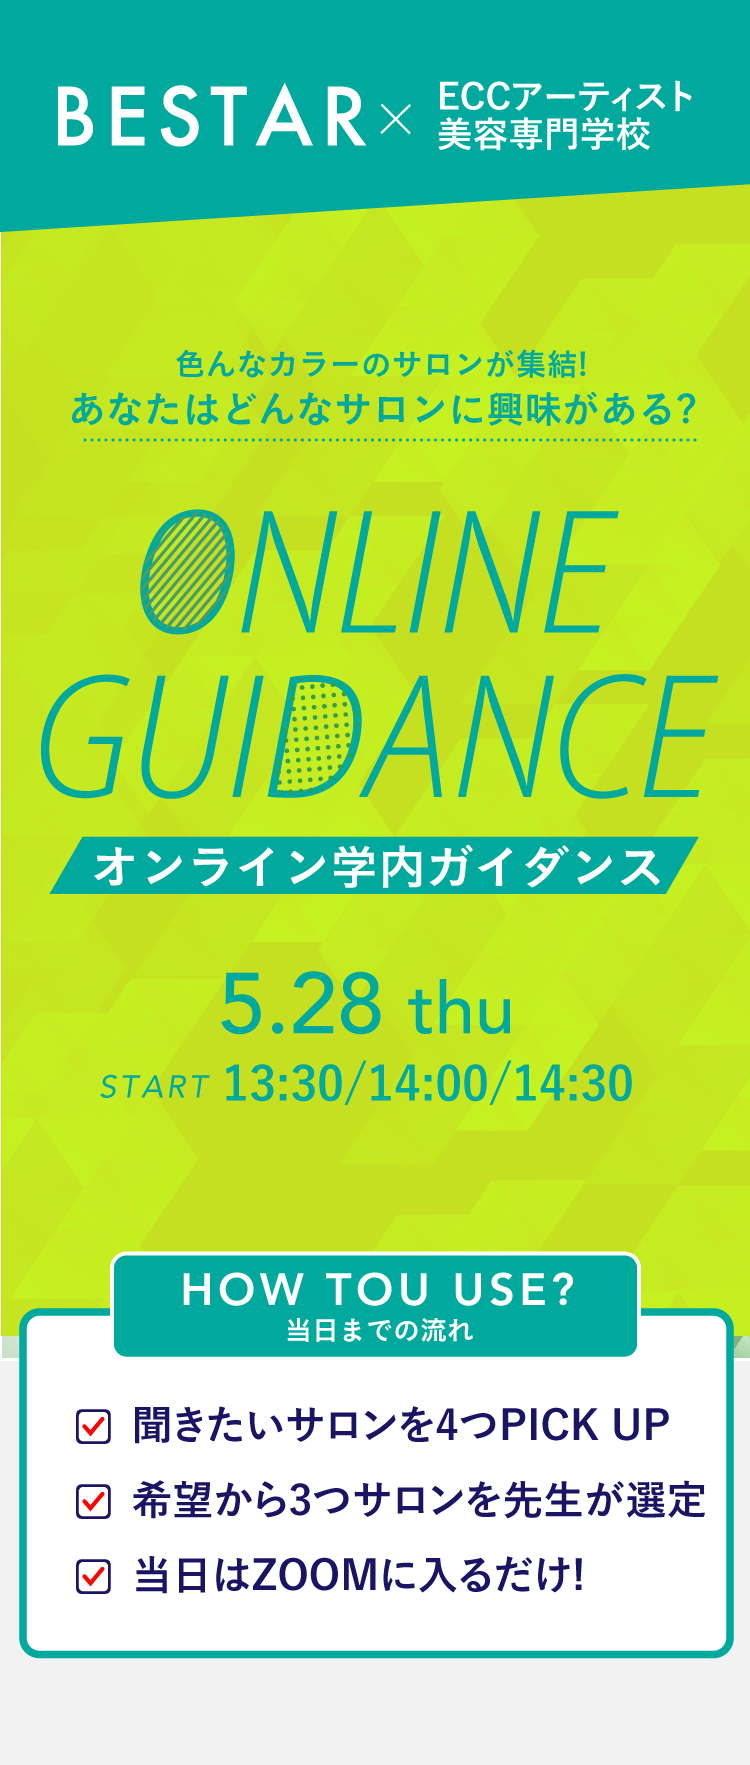 BESTAR × ECCアーティスト
美容専門学校
色んなカラーのサロンが集結!
あなたはどんなサロンに興味がある?
ONLINE
GUIDANCE
オンライン学内ガイダンス
5.28 thu
START 13:30/14:00/14:30
HOW TOU USE?
当日までの流れ
聞きたいサロンを4つPICK UP
希望から3つサロンを先生が選定
当日はZOOMに入るだけ!